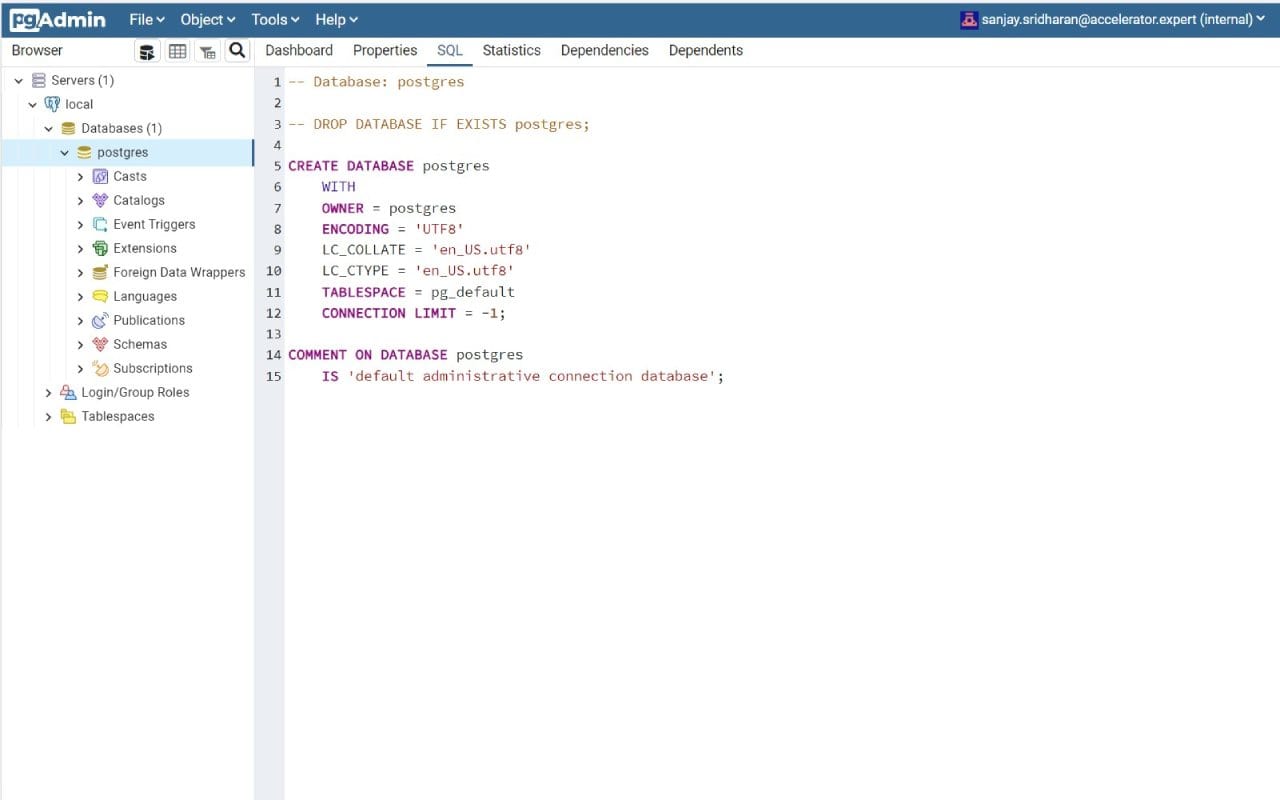 pgAdmin File Object Tools Help sanjay.sridharan@accelerator.expert (internal)
Browser Dashboard Properties SQL Statistics Dependencies Dependents
Servers (1)
local
Databases (1)
postgres
Casts
Catalogs
Event Triggers
Extensions
Foreign Data Wrappers
Languages
Publications
Schemas
Subscriptions
Login/Group Roles
Tablespaces
1 -- Database: postgres
2
3 -- DROP DATABASE IF EXISTS postgres;
4
5 CREATE DATABASE postgres
6     WITH
7     OWNER = postgres
8     ENCODING = 'UTF8'
9     LC_COLLATE = 'en_US.utf8'
10     LC_CTYPE = 'en_US.utf8'
11     TABLESPACE = pg_default
12     CONNECTION LIMIT = -1;
13
14 COMMENT ON DATABASE postgres
15     IS 'default administrative connection database';